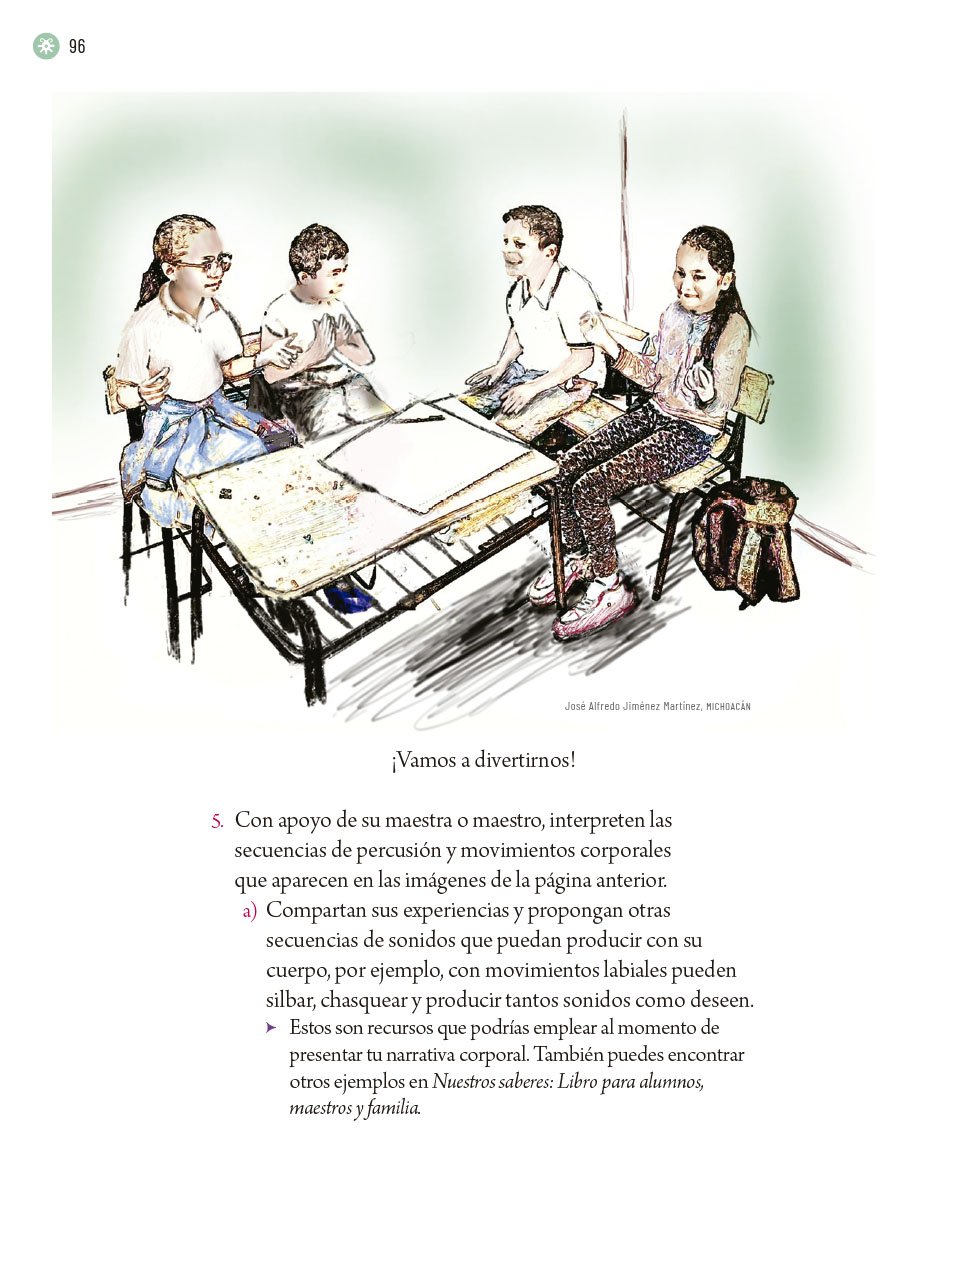 96
José Alfredo Jiménez Martínez, MICHOACÁN
¡Vamos a divertirnos!
5. Con apoyo de su maestra o maestro, interpreten las
secuencias de percusión y movimientos corporales
que aparecen en las imágenes de la página anterior.
a) Compartan sus experiencias y propongan otras
secuencias de sonidos que puedan producir con su
cuerpo, por ejemplo, con movimientos labiales pueden
silbar, chasquear y producir tantos sonidos como deseen.
➤ Estos son recursos que podrías emplear al momento de
presentar tu narrativa corporal. También puedes encontrar
otros ejemplos en Nuestros saberes: Libro para alumnos,
maestros y familia.